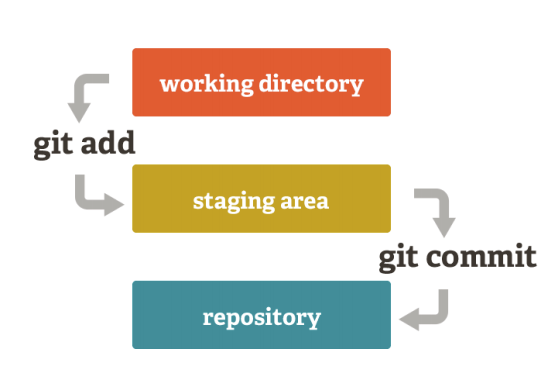 working directory
git add
staging area
git commit
repository